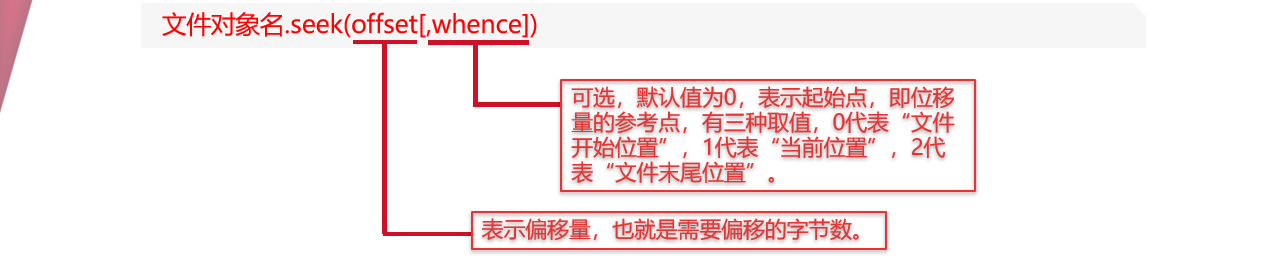 文件对象名.seek(offset[,whence])
可选，默认值为0，表示起始点，即位移
量的参考点，有三种取值，0代表“文件
开始位置”，1代表“当前位置”，2代
表“文件末尾位置”。
表示偏移量，也就是需要偏移的字节数。